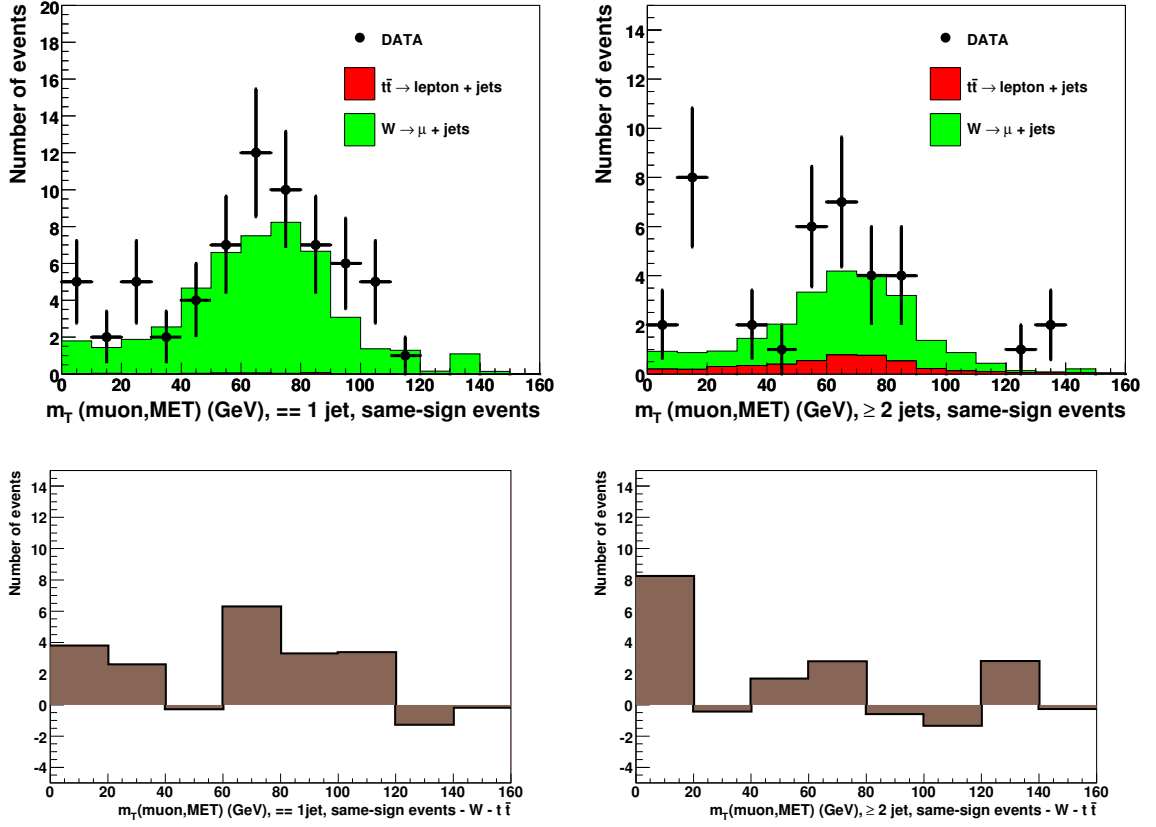 Number of events
20
18
16
14
12
10
8
6
4
2
0
DATA
tt̄ → lepton + jets
W → μ + jets
0 20 40 60 80 100 120 140 160
m_T (muon,MET) (GeV), == 1 jet, same-sign events
Number of events
14
12
10
8
6
4
2
0
DATA
tt̄ → lepton + jets
W → μ + jets
0 20 40 60 80 100 120 140 160
m_T (muon,MET) (GeV), ≥ 2 jets, same-sign events
Number of events
14
12
10
8
6
4
2
0
-2
-4
0 20 40 60 80 100 120 140 160
m_T(muon,MET) (GeV), == 1jet, same-sign events - W - t t̄
Number of events
14
12
10
8
6
4
2
0
-2
-4
0 20 40 60 80 100 120 140 160
m_T(muon,MET) (GeV), ≥ 2 jet, same-sign events - W - t t̄